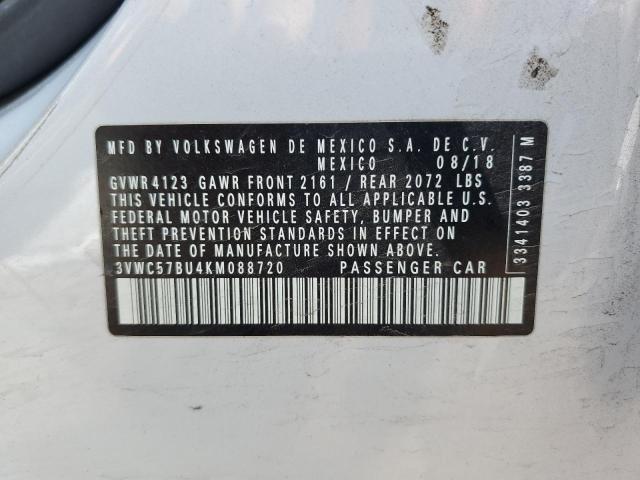 MFD BY VOLKSWAGEN DE MEXICO S.A. DE C.V.
MEXICO 08/18
GVWR 4123 GAWR FRONT 2161 / REAR 2072 LBS
THIS VEHICLE CONFORMS TO ALL APPLICABLE U.S.
FEDERAL MOTOR VEHICLE SAFETY, BUMPER AND
THEFT PREVENTION STANDARDS IN EFFECT ON
THE DATE OF MANUFACTURE SHOWN ABOVE.
3VWC57BU4KM088720 PASSENGER CAR
3341403 3387 M